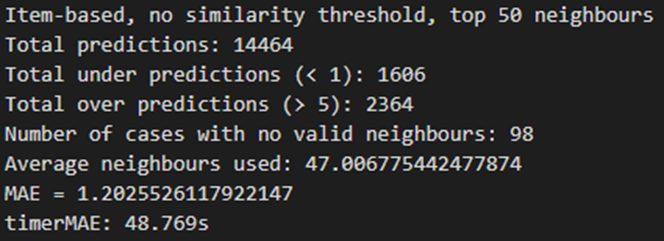 Item-based, no similarity threshold, top 50 neighbours
Total predictions: 14464
Total under predictions (< 1): 1606
Total over predictions (> 5): 2364
Number of cases with no valid neighbours: 98
Average neighbours used: 47.006775442477874
MAE = 1.2025526117922147
timerMAE: 48.769s